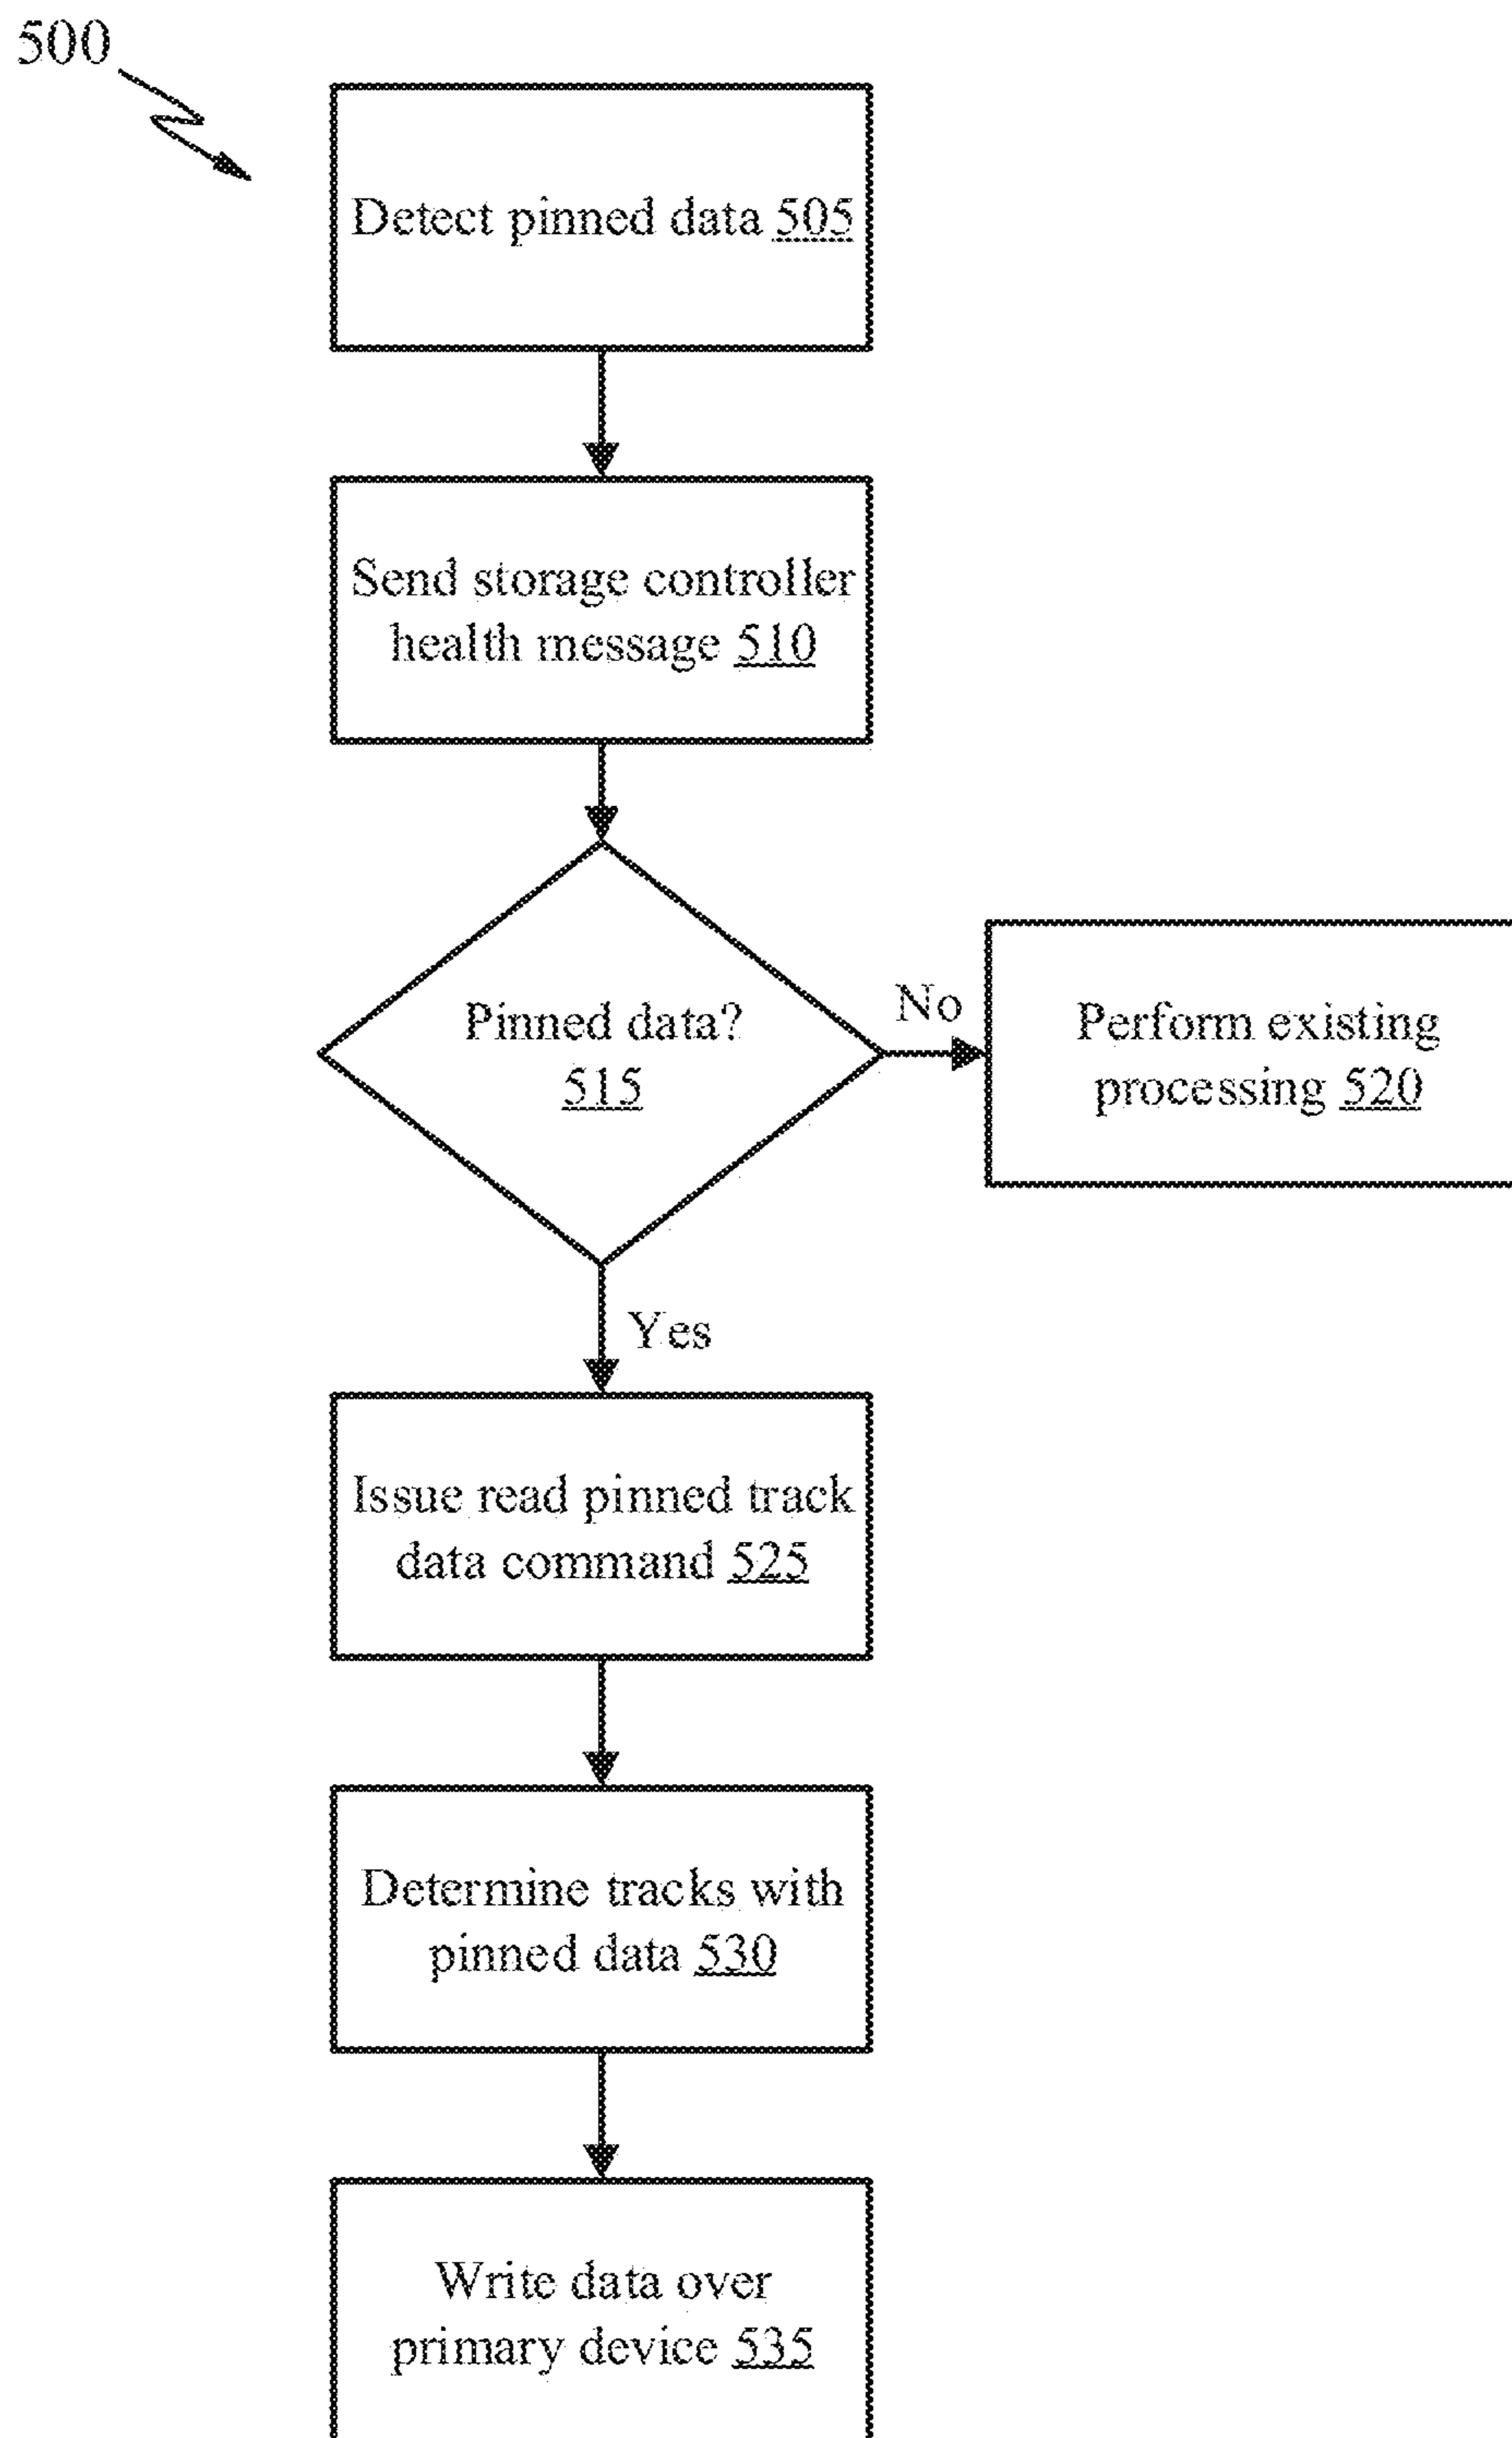 500
Detect pinned data 505
Send storage controller
health message 510
Pinned data?
515
No
Perform existing
processing 520
Yes
Issue read pinned track
data command 525
Determine tracks with
pinned data 530
Write data over
primary device 535